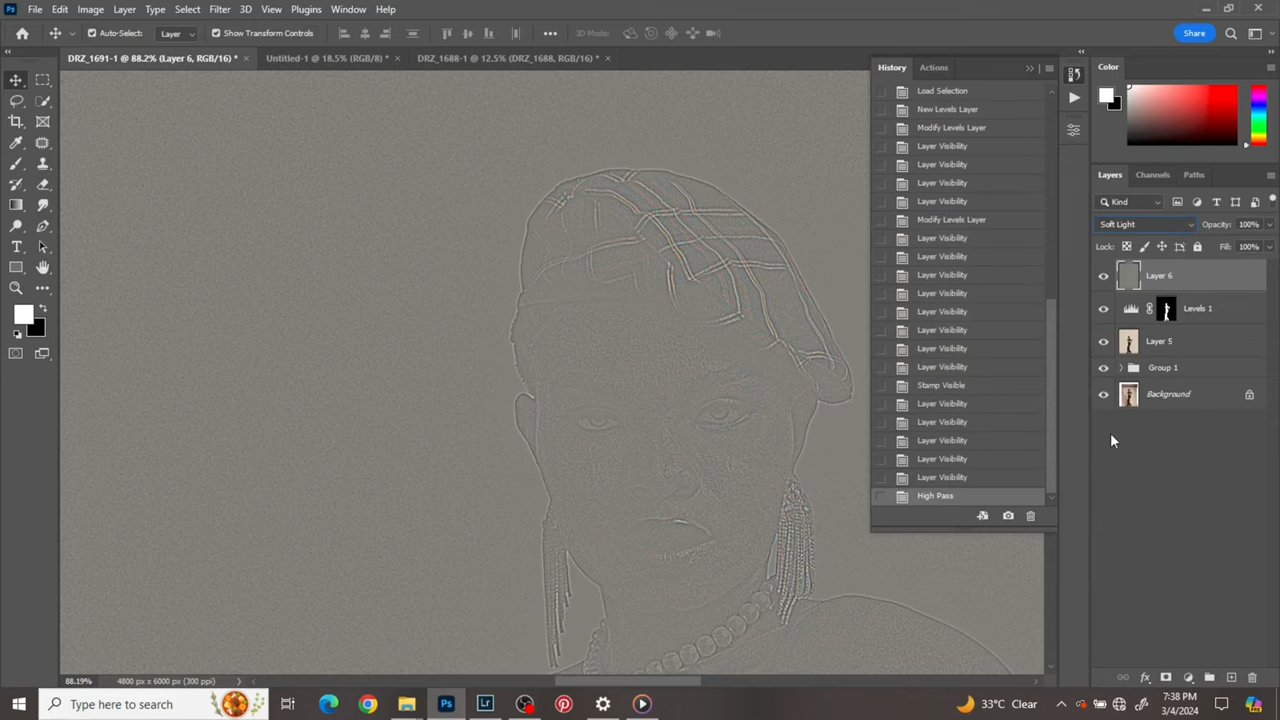 Ps File Edit Image Layer Type Select Filter 3D View Plugins Window Help
Auto-Select: Layer Show Transform Controls 3D Mode: Share
DRZ_1691-1 @ 88.2% (Layer 6, RGB/16) * × Untitled-1 @ 18.5% (RGB/8) * × DRZ_1688-1 @ 12.5% (DRZ_1688, RGB/16) * ×
History Actions
Load Selection
New Levels Layer
Modify Levels Layer
Layer Visibility
Layer Visibility
Layer Visibility
Layer Visibility
Modify Levels Layer
Layer Visibility
Layer Visibility
Layer Visibility
Layer Visibility
Layer Visibility
Layer Visibility
Layer Visibility
Layer Visibility
Stamp Visible
Layer Visibility
Layer Visibility
Layer Visibility
Layer Visibility
Layer Visibility
High Pass
Color
Layers Channels Paths
Kind
Soft Light Opacity: 100%
Lock: Fill: 100%
Layer 6
Levels 1
Layer 5
Group 1
Background
88.19% 4800 px x 6000 px (300 ppi)
Type here to search
Ps Lr
33°C Clear
7:38 PM
3/4/2024